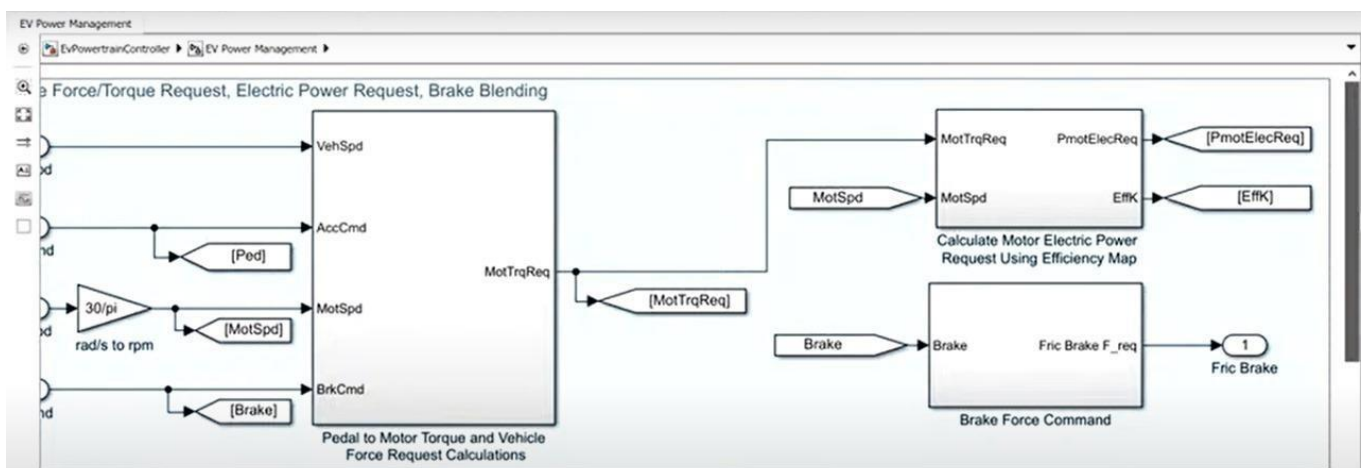 EV Power Management
EvPowertrainController EV Power Management
e Force/Torque Request, Electric Power Request, Brake Blending
VehSpd
AccCmd
[Ped]
30/pi
rad/s to rpm
MotSpd
[MotSpd]
BrkCmd
[Brake]
MotTrqReq
Pedal to Motor Torque and Vehicle
Force Request Calculations
[MotTrqReq]
MotSpd
MotTrqReq
PmotElecReq
[PmotElecReq]
MotSpd
EffK
[EffK]
Calculate Motor Electric Power
Request Using Efficiency Map
Brake
Brake
Fric Brake F_req
1
Fric Brake
Brake Force Command